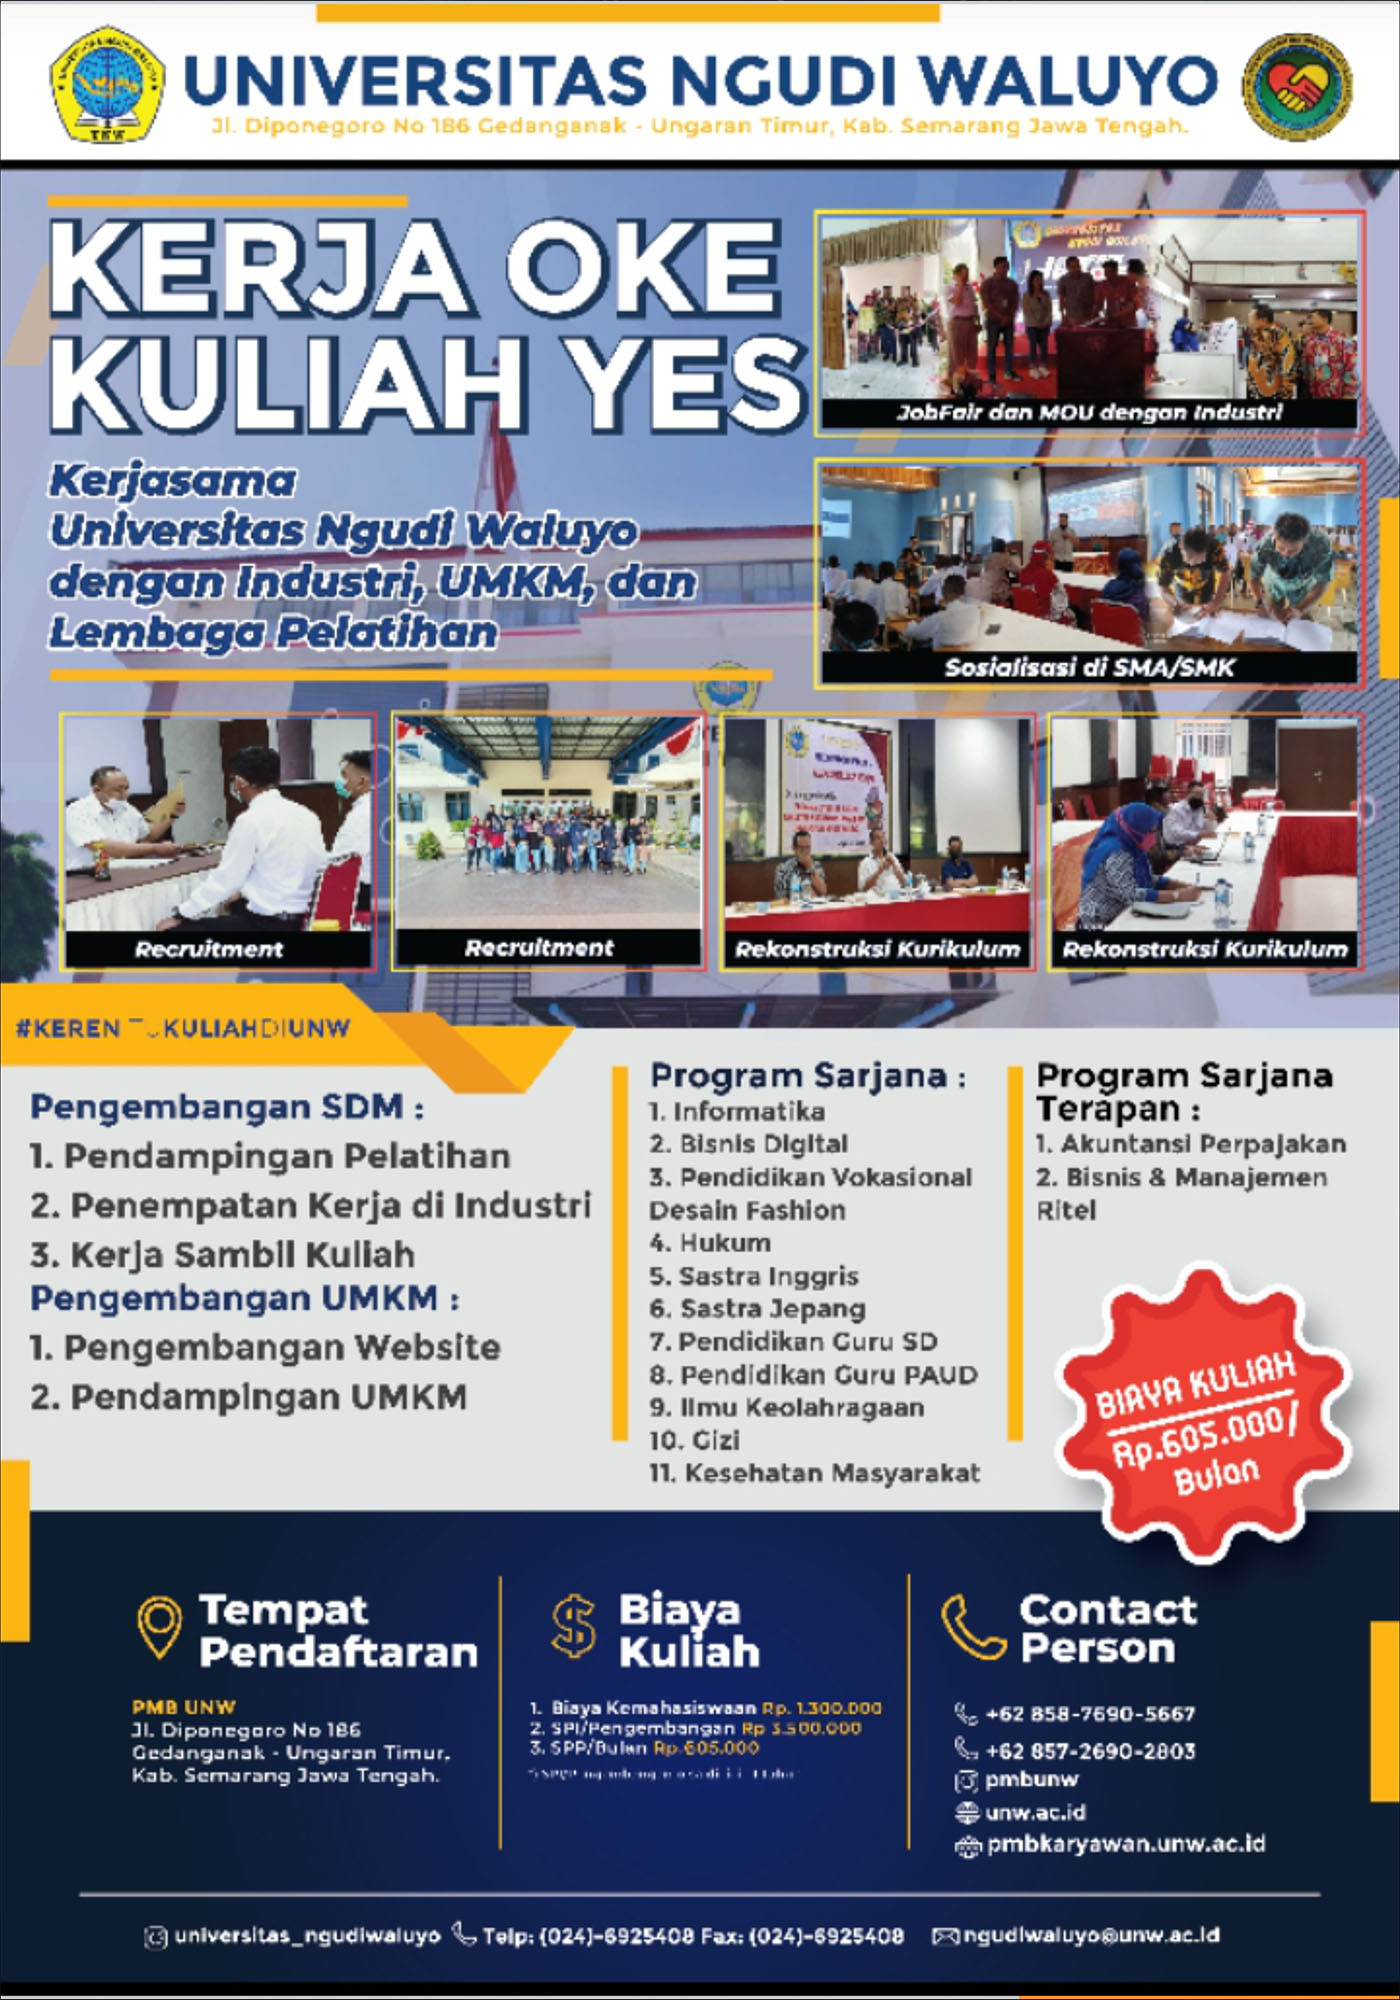 UNIVERSITAS NGUDI WALUYO
Jl. Diponegoro No 186 Gedanganak - Ungaran Timur, Kab. Semarang Jawa Tengah.
UNW
KERJA OKE
KULIAH YES
Kerjasama
Universitas Ngudi Waluyo
dengan Industri, UMKM, dan
Lembaga Pelatihan
JobFair dan MOU dengan Industri
Sosialisasi di SMA/SMK
Recruitment
Recruitment
Rekonstruksi Kurikulum
Rekonstruksi Kurikulum
#KEREN KULIAHDIUNW
Pengembangan SDM :
1. Pendampingan Pelatihan
2. Penempatan Kerja di Industri
3. Kerja Sambil Kuliah
Pengembangan UMKM :
1. Pengembangan Website
2. Pendampingan UMKM
Program Sarjana :
1. Informatika
2. Bisnis Digital
3. Pendidikan Vokasional
Desain Fashion
4. Hukum
5. Sastra Inggris
6. Sastra Jepang
7. Pendidikan Guru SD
8. Pendidikan Guru PAUD
9. Ilmu Keolahragaan
10. Gizi
11. Kesehatan Masyarakat
Program Sarjana
Terapan :
1. Akuntansi Perpajakan
2. Bisnis & Manajemen
Ritel
BIAYA KULIAH
Rp.605.000/
Bulan
Tempat
Pendaftaran
PMB UNW
Jl. Diponegoro No 186
Gedanganak - Ungaran Timur,
Kab. Semarang Jawa Tengah.
Biaya
Kuliah
1. Biaya Kemahasiswaan Rp. 1.300.000
2. SPI/Pengembangan Rp 3.500.000
3. SPP/Bulan Rp.605.000
Contact
Person
+62 858-7690-5667
+62 857-2690-2803
pmbunw
unw.ac.id
pmbkaryawan.unw.ac.id
universitas_ngudiwaluyo Telp: (024)-6925408 Fax: (024)-6925408 ngudiwaluyo@unw.ac.id